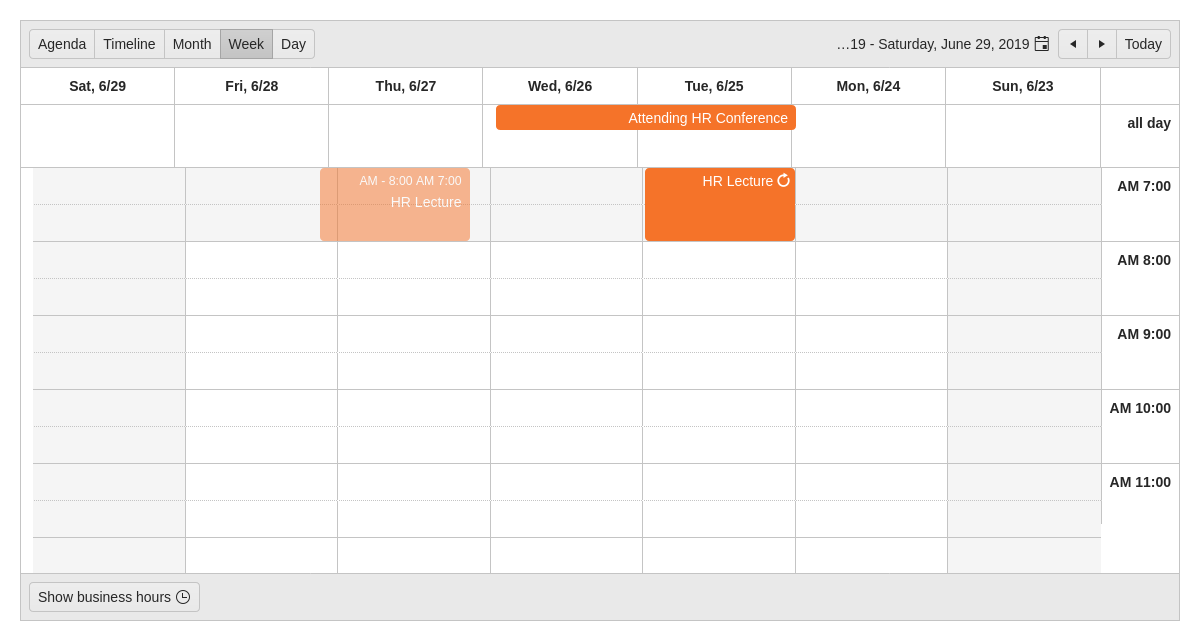 Agenda Timeline Month Week Day
…19 - Saturday, June 29, 2019 Today
Sat, 6/29 Fri, 6/28 Thu, 6/27 Wed, 6/26 Tue, 6/25 Mon, 6/24 Sun, 6/23
Attending HR Conference
all day
AM - 8:00 AM 7:00
HR Lecture
HR Lecture
AM 7:00
AM 8:00
AM 9:00
AM 10:00
AM 11:00
Show business hours